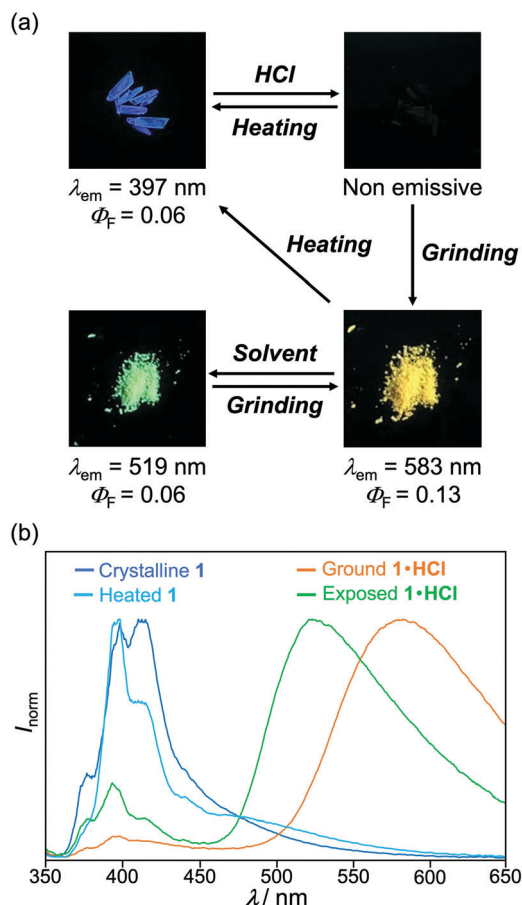 (a)
HCl
Heating
λem = 397 nm
ΦF = 0.06
Non emissive
Heating
Grinding
Solvent
Grinding
λem = 519 nm
ΦF = 0.06
λem = 583 nm
ΦF = 0.13
(b)
Crystalline 1
Heated 1
Ground 1•HCl
Exposed 1•HCl
Inorm
350 400 450 500 550 600 650
λ/ nm